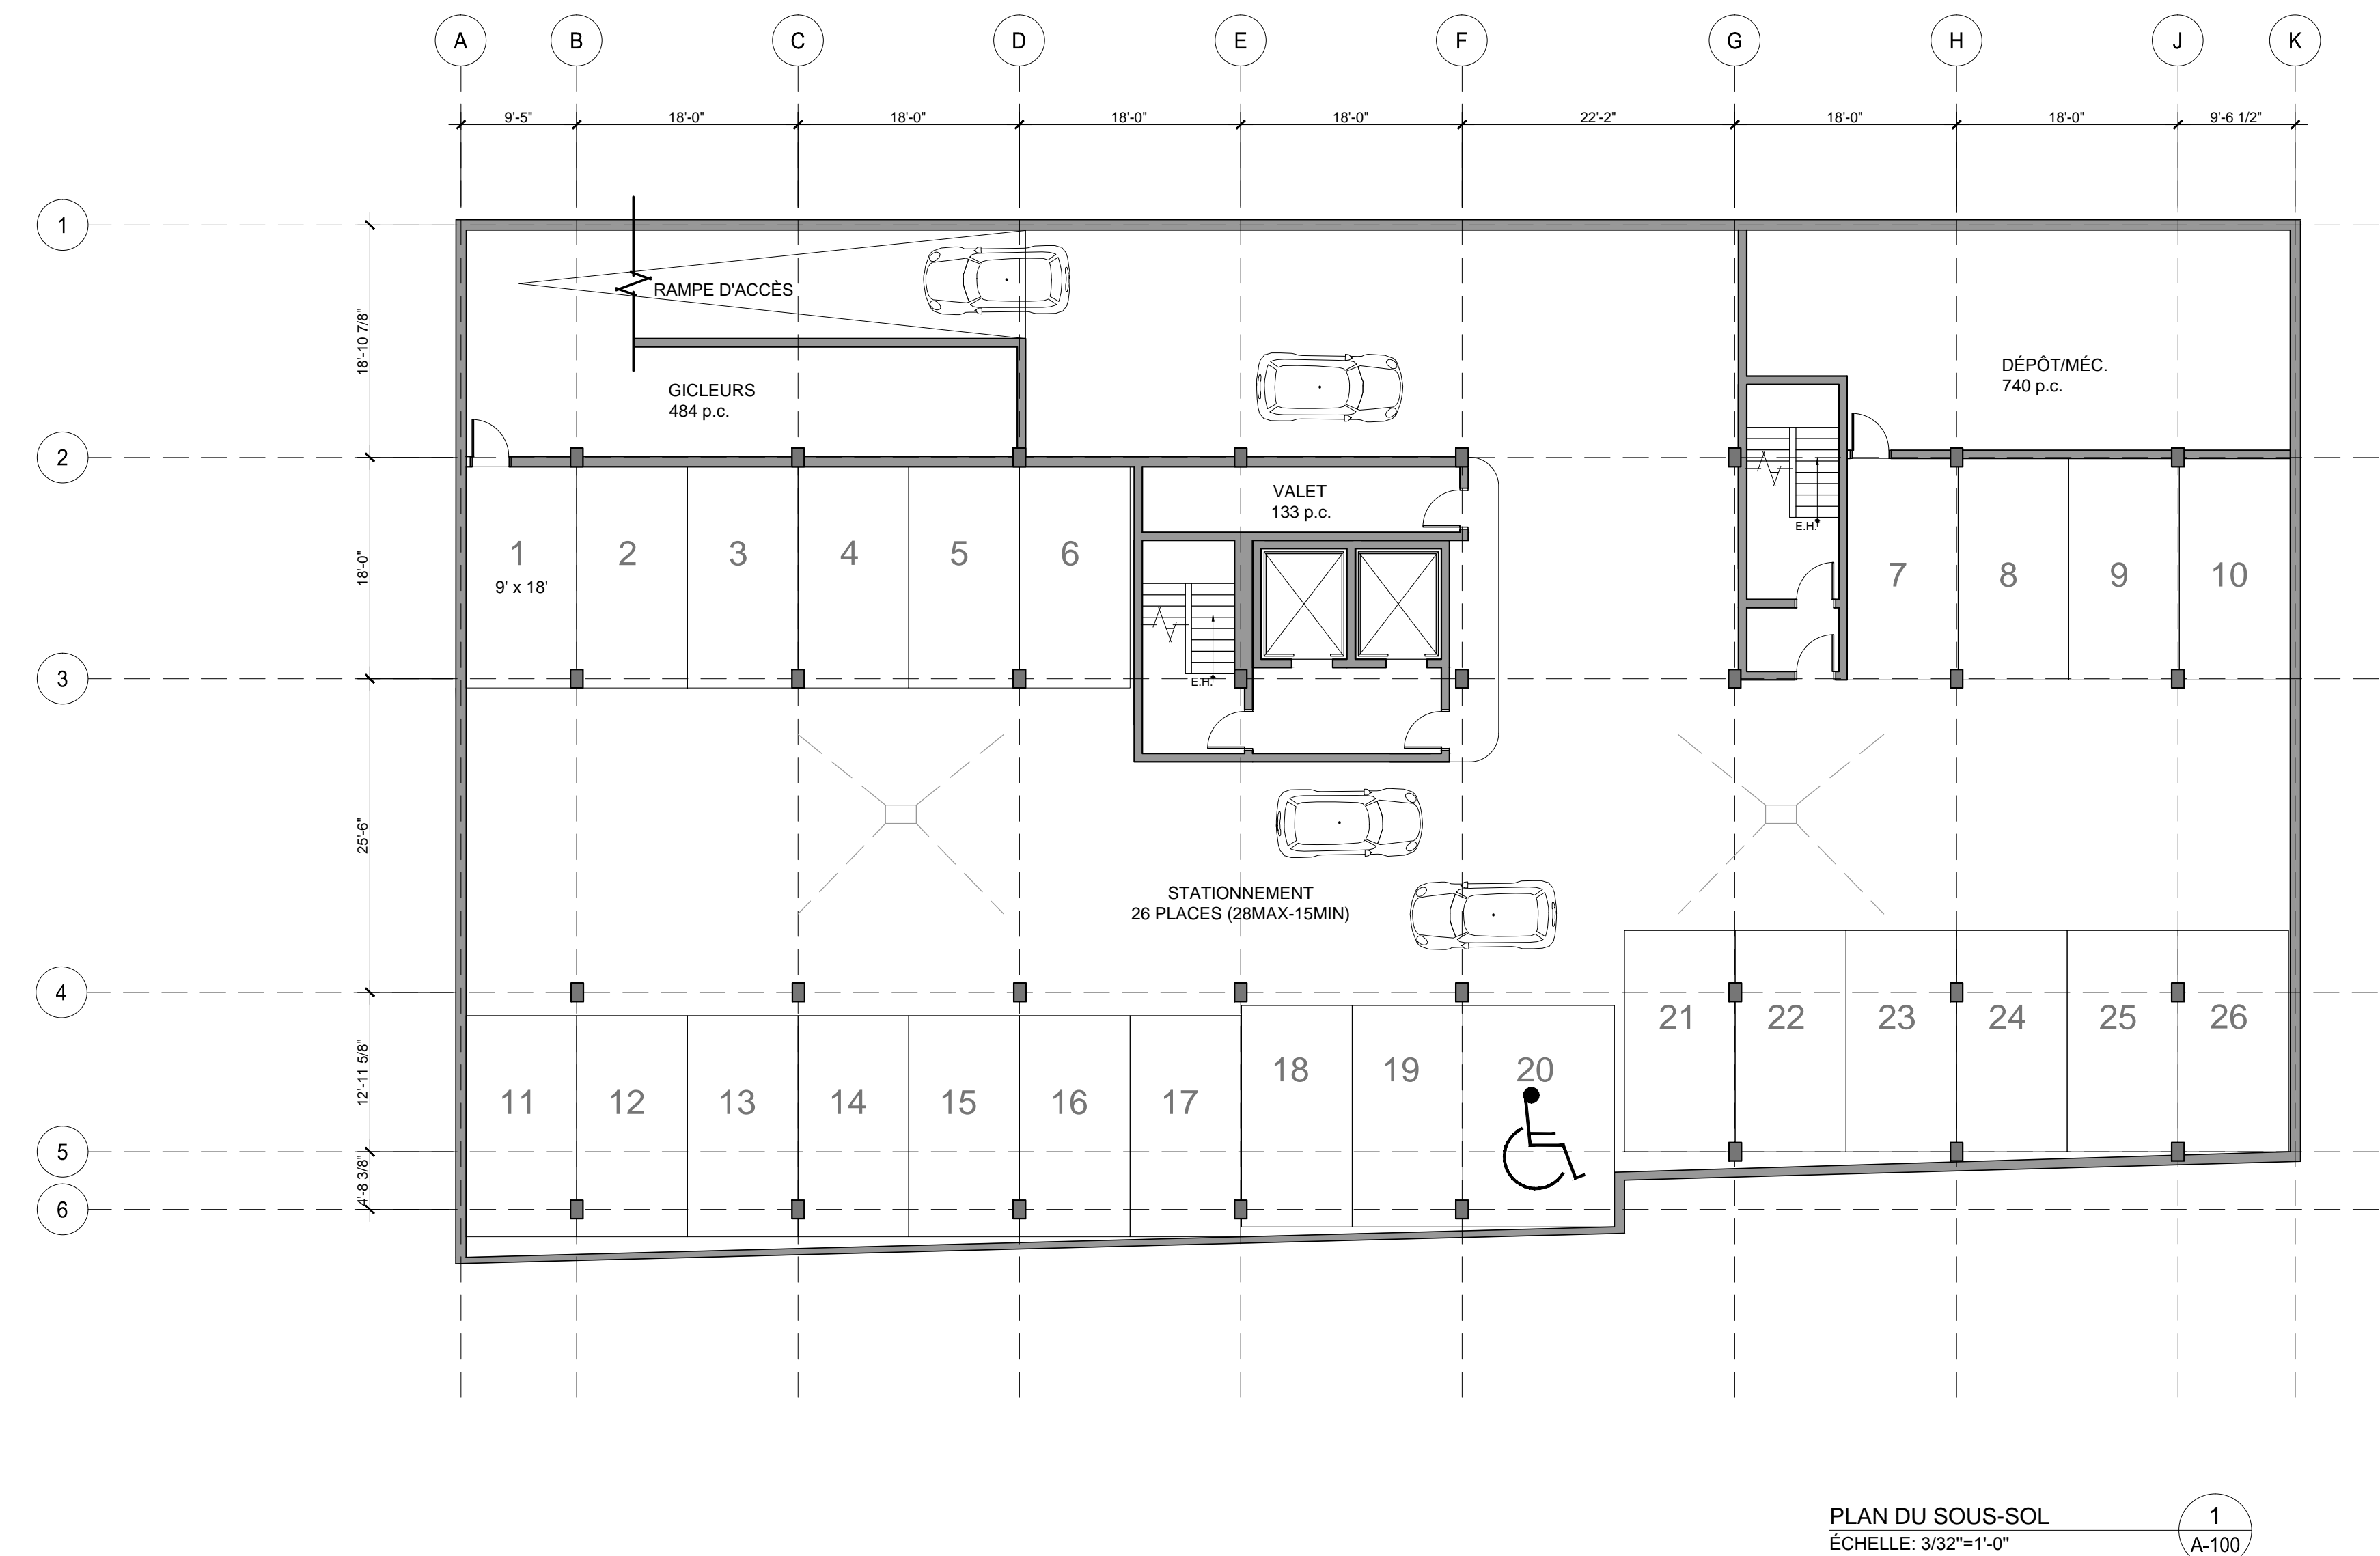 A B C D E F G H J K
9'-5" 18'-0" 18'-0" 18'-0" 18'-0" 22'-2" 18'-0" 18'-0" 9'-6 1/2"
1
RAMPE D'ACCÈS
18'-10 7/8"
GICLEURS
484 p.c.
DÉPÔT/MÉC.
740 p.c.
2
VALET
133 p.c.
E.H.
18'-0"
1 2 3 4 5 6
9' x 18'
7 8 9 10
3
E.H.
25'-6"
STATIONNEMENT
26 PLACES (28MAX-15MIN)
4
12'-11 5/8"
11 12 13 14 15 16 17 18 19 20 21 22 23 24 25 26
5
4'-8 3/8"
6
PLAN DU SOUS-SOL
ÉCHELLE: 3/32"=1'-0"
1
A-100